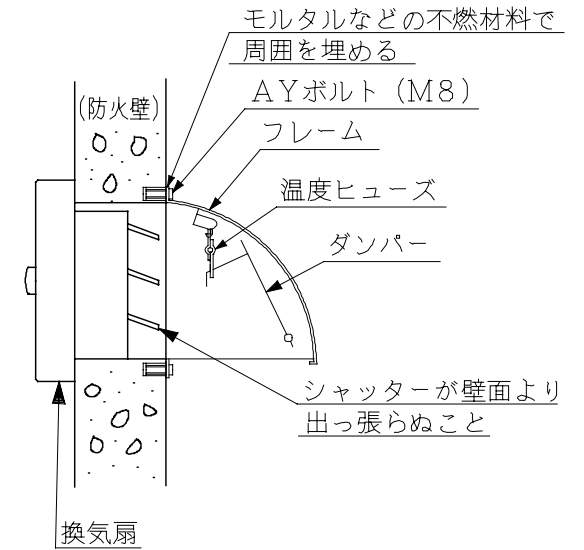 モルタルなどの不燃材料で
周囲を埋める
(防火壁)
AYボルト(M8)
フレーム
温度ヒューズ
ダンパー
シャッターが壁面より
出っ張らぬこと
換気扇